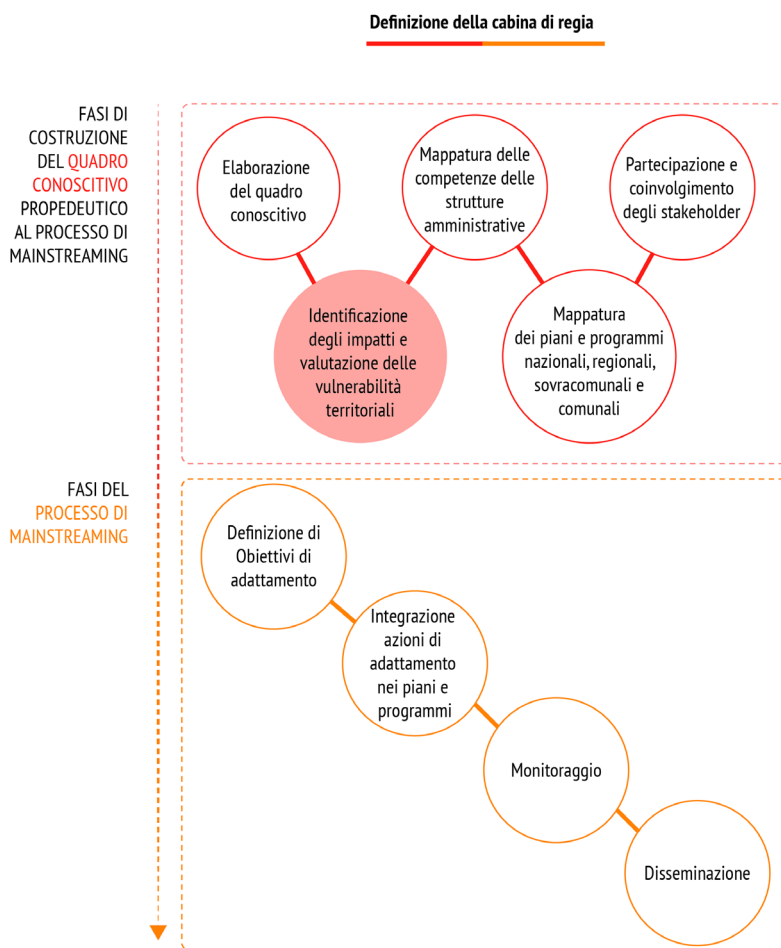 Definizione della cabina di regia
FASI DI
COSTRUZIONE
DEL QUADRO
CONOSCITIVO
PROPEDEUTICO
AL PROCESSO DI
MAINSTREAMING
Elaborazione
del quadro
conoscitivo
Mappatura delle
competenze delle
strutture
amministrative
Partecipazione e
coinvolgimento
degli stakeholder
Identificazione
degli impatti e
valutazione delle
vulnerabilità
territoriali
Mappatura
dei piani e programmi
nazionali, regionali,
sovracomunali e
comunali
FASI DEL
PROCESSO DI
MAINSTREAMING
Definizione di
Obiettivi di
adattamento
Integrazione
azioni di
adattamento
nei piani e
programmi
Monitoraggio
Disseminazione